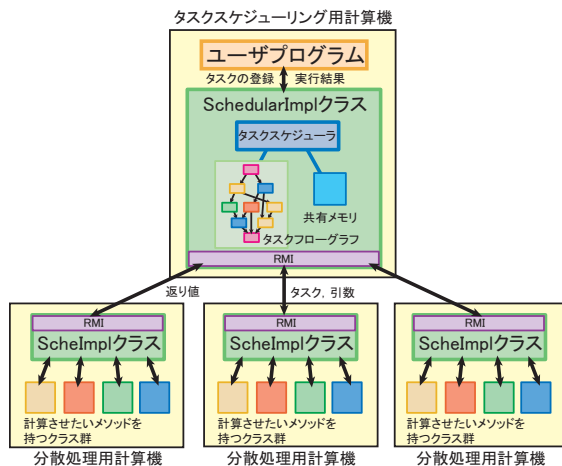 タスクスケジューリング用計算機
ユーザプログラム
タスクの登録 実行結果
SchedularImplクラス
タスクスケジューラ
共有メモリ
タスクフローグラフ
RMI
返り値
タスク, 引数
RMI
ScheImplクラス
計算させたいメソッドを
持つクラス群
分散処理用計算機
RMI
ScheImplクラス
計算させたいメソッドを
持つクラス群
分散処理用計算機
RMI
ScheImplクラス
計算させたいメソッドを
持つクラス群
分散処理用計算機